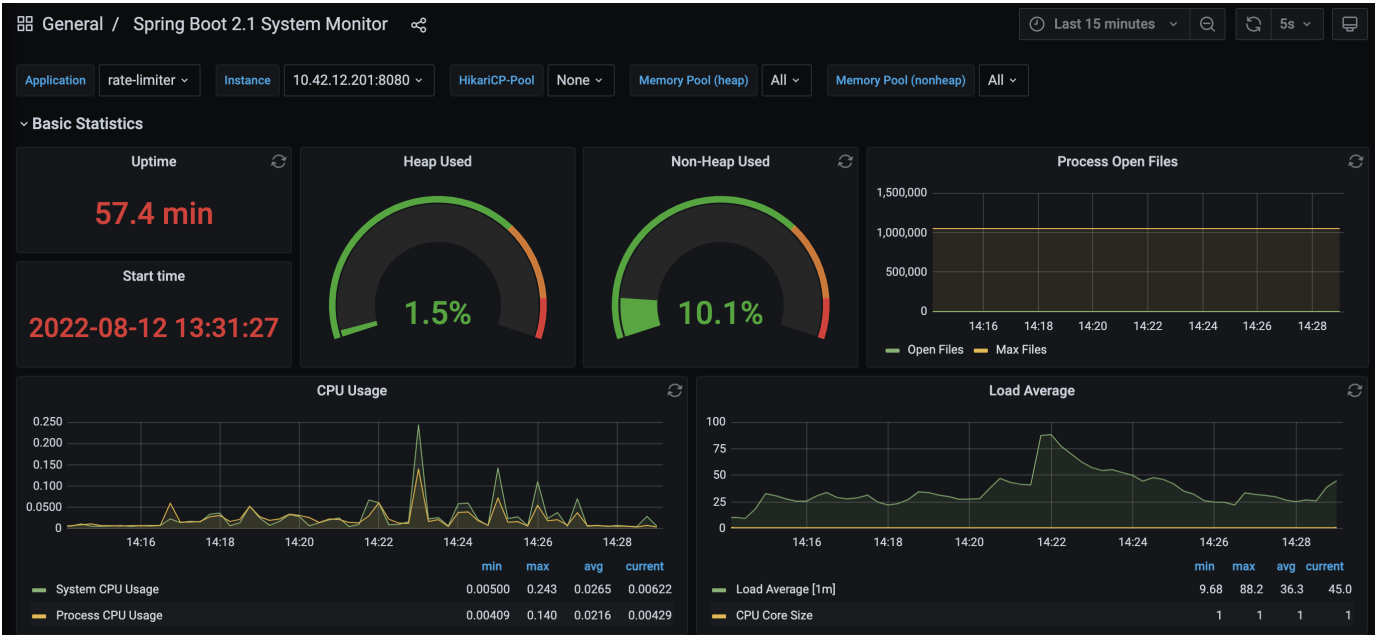 General / Spring Boot 2.1 System Monitor
Last 15 minutes
5s
Application rate-limiter
Instance 10.42.12.201:8080
HikariCP-Pool None
Memory Pool (heap) All
Memory Pool (nonheap) All
Basic Statistics
Uptime
57.4 min
Start time
2022-08-12 13:31:27
Heap Used
1.5%
Non-Heap Used
10.1%
Process Open Files
1,500,000
1,000,000
500,000
0
14:16 14:18 14:20 14:22 14:24 14:26 14:28
Open Files Max Files
CPU Usage
0.250
0.200
0.150
0.100
0.0500
0
14:16 14:18 14:20 14:22 14:24 14:26 14:28
min max avg current
System CPU Usage 0.00500 0.243 0.0265 0.00622
Process CPU Usage 0.00409 0.140 0.0216 0.00429
Load Average
100
75
50
25
0
14:16 14:18 14:20 14:22 14:24 14:26 14:28
min max avg current
Load Average [1m] 9.68 88.2 36.3 45.0
CPU Core Size 1 1 1 1